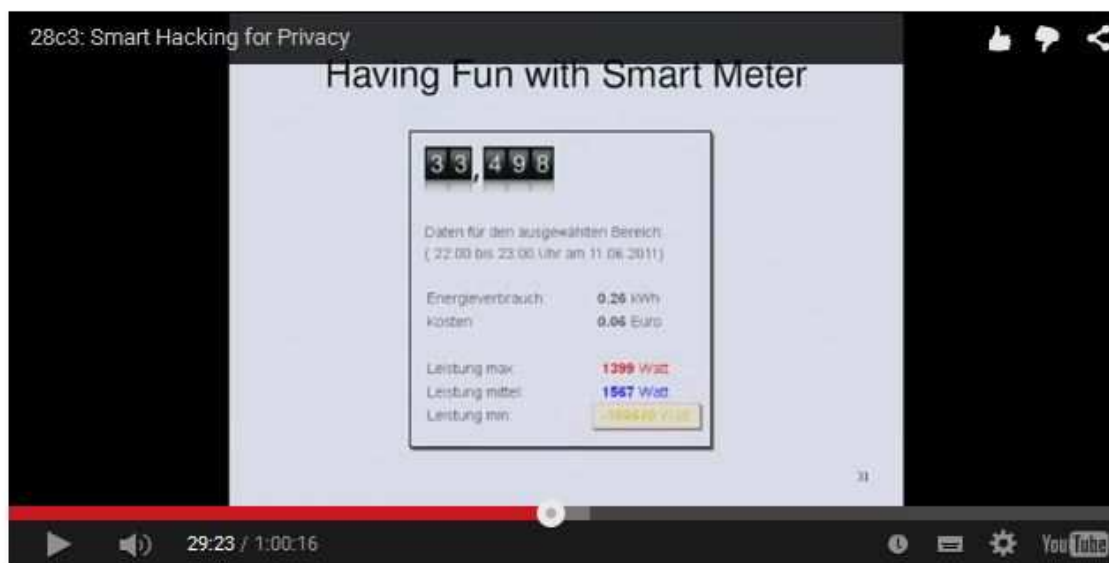 28c3: Smart Hacking for Privacy
Having Fun with Smart Meter
33,498
Daten für den ausgewählten Bereich
( 22:00 bis 23:00 Uhr am 11.06.2011)
Energieverbrauch 0.26 kWh
Kosten 0.06 Euro
Leistung max 1399 Watt
Leistung mittel 1567 Watt
Leistung min Watt
29:23 / 1:00:16
YouTube